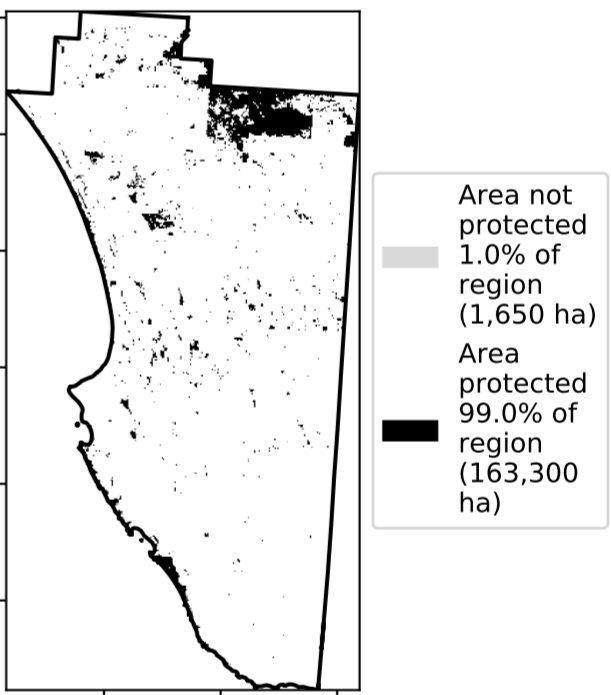 Area not
protected
1.0% of
region
(1,650 ha)
Area
protected
99.0% of
region
(163,300
ha)